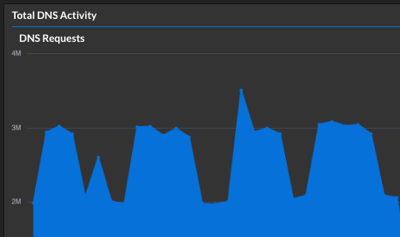 Total DNS Activity
DNS Requests
4M
3M
2M